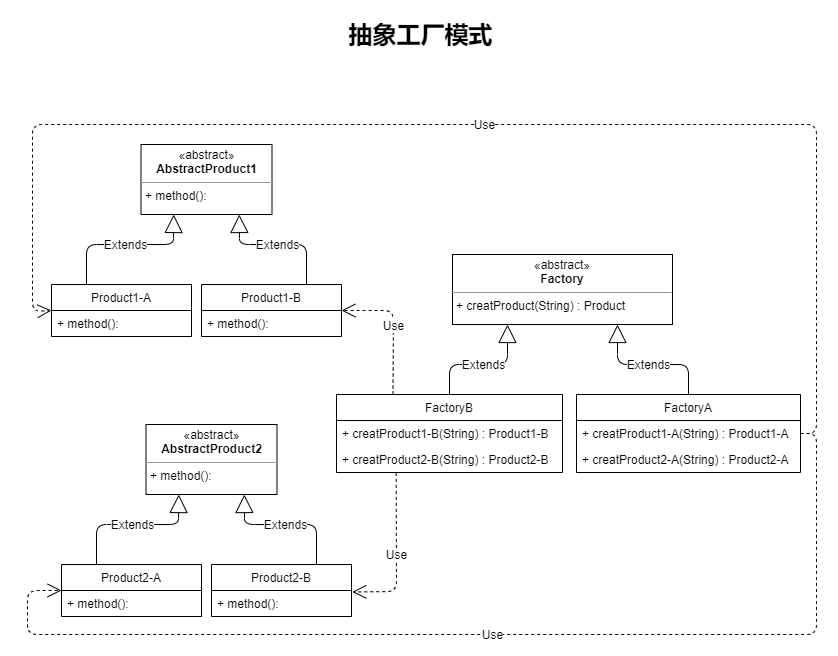 抽象工厂模式
Use
«abstract»
AbstractProduct1
+ method():
Extends
Extends
Product1-A
+ method():
Product1-B
+ method():
Use
«abstract»
Factory
+ creatProduct(String) : Product
Extends
Extends
FactoryB
+ creatProduct1-B(String) : Product1-B
+ creatProduct2-B(String) : Product2-B
FactoryA
+ creatProduct1-A(String) : Product1-A
+ creatProduct2-A(String) : Product2-A
«abstract»
AbstractProduct2
+ method():
Extends
Extends
Use
Product2-A
+ method():
Product2-B
+ method():
Use